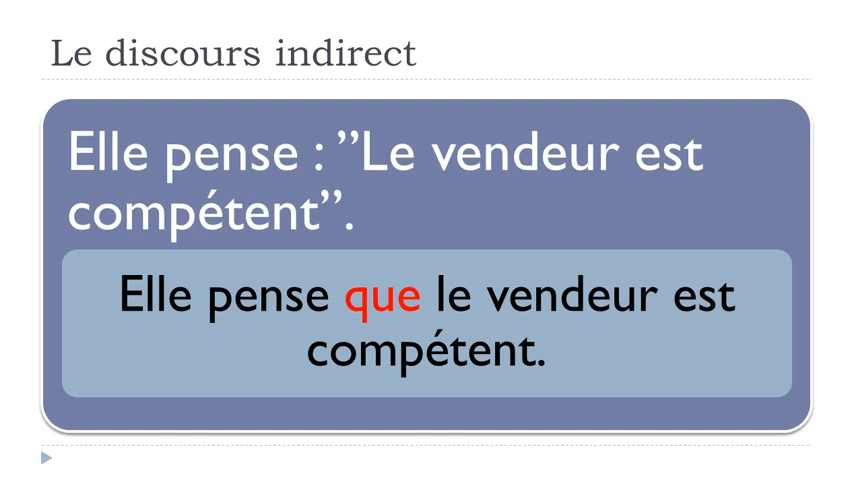 Le discours indirect
Elle pense : ”Le vendeur est
compétent”.
Elle pense que le vendeur est
compétent.